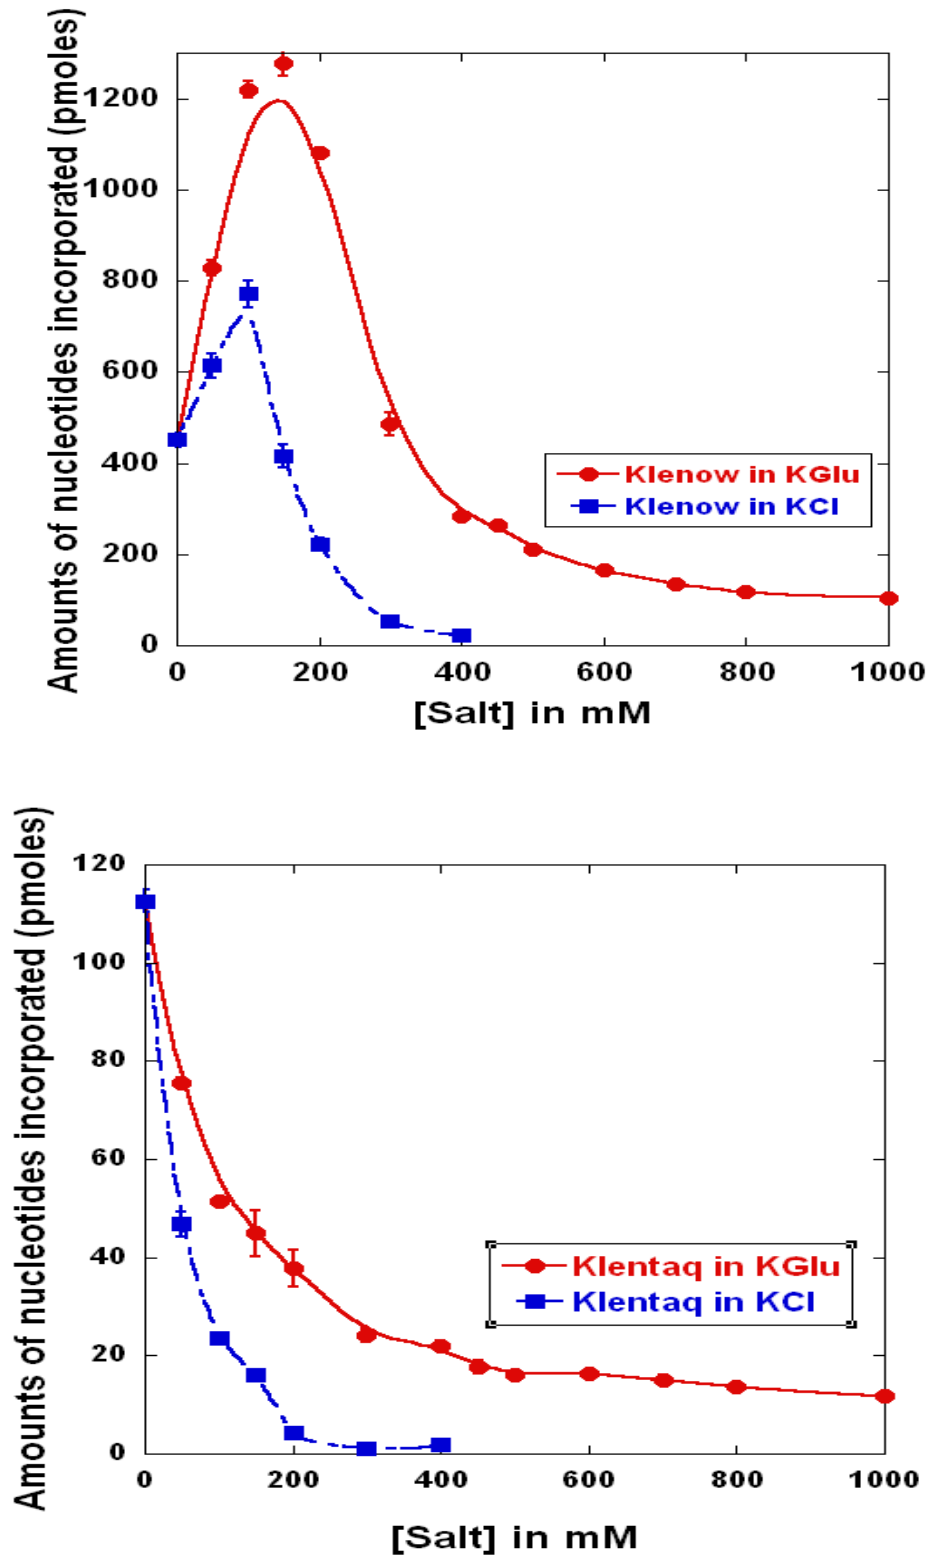 Amounts of nucleotides incorporated (pmoles)
1200
1000
800
600
400
200
0
Klenow in KGlu
Klenow in KCl
0 200 400 600 800 1000
[Salt] in mM
Amounts of nucleotides incorporated (pmoles)
120
100
80
60
40
20
0
Klentaq in KGlu
Klentaq in KCl
0 200 400 600 800 1000
[Salt] in mM